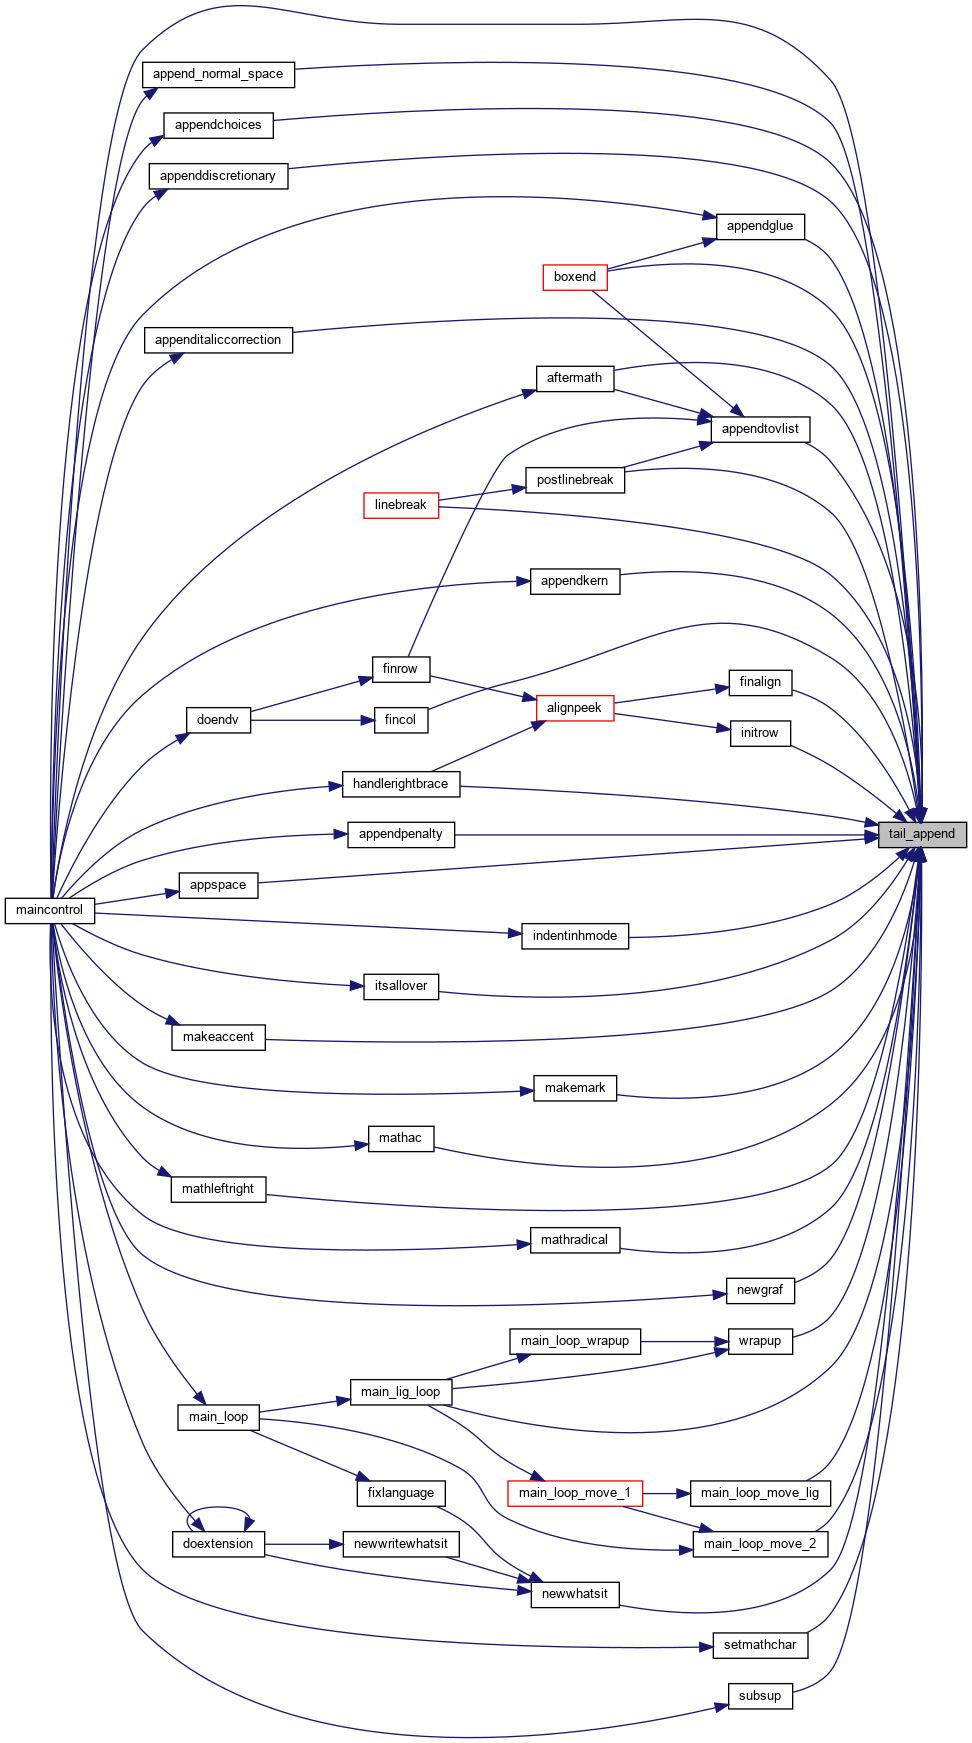 append_normal_space
appendchoices
appenddiscretionary
appendglue
boxend
appenditaliccorrection
aftermath
appendtovlist
postlinebreak
linebreak
appendkern
finrow
finalign
alignpeek
doendv
fincol
initrow
handlerightbrace
appendpenalty
tail_append
appspace
maincontrol
indentinhmode
itsallover
makeaccent
makemark
mathac
mathleftright
mathradical
newgraf
main_loop_wrapup
wrapup
main_lig_loop
main_loop
fixlanguage
main_loop_move_1
main_loop_move_lig
doextension
newwritewhatsit
main_loop_move_2
newwhatsit
setmathchar
subsup